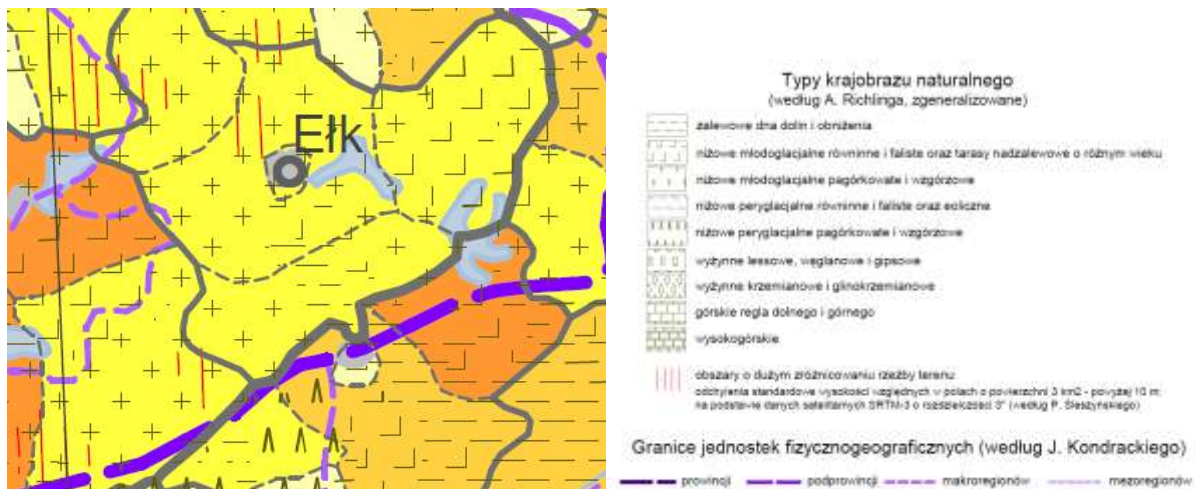 Ełk
Typy krajobrazu naturalnego
(według A. Richlinga, zgeneralizowane)
zalewowe dna dolin i obniżenia
niżowe młodoglacjalne równinne i faliste oraz tarasy nadzalewowe o różnym wieku
niżowe młodoglacjalne pagórkowate i wzgórzowe
niżowe peryglacjalne równinne i faliste oraz eoliczne
niżowe peryglacjalne pagórkowate i wzgórzowe
wyżynne lessowe, węglanowe i gipsowe
wyżynne krzemianowe i glinokrzemianowe
górskie regla dolnego i górnego
wysokogórskie
obszary o dużym zróżnicowaniu rzeźby terenu
odchylenia standardowe wysokości względnych w polach o powierzchni 3 km2 - powyżej 10 m,
na podstawie danych satelitarnych SRTM-3 o rozdzielczości 3" (według P. Śleszyńskiego)
Granice jednostek fizycznogeograficznych (według J. Kondrackiego)
prowincji podprowincji makroregionów mezoregionów